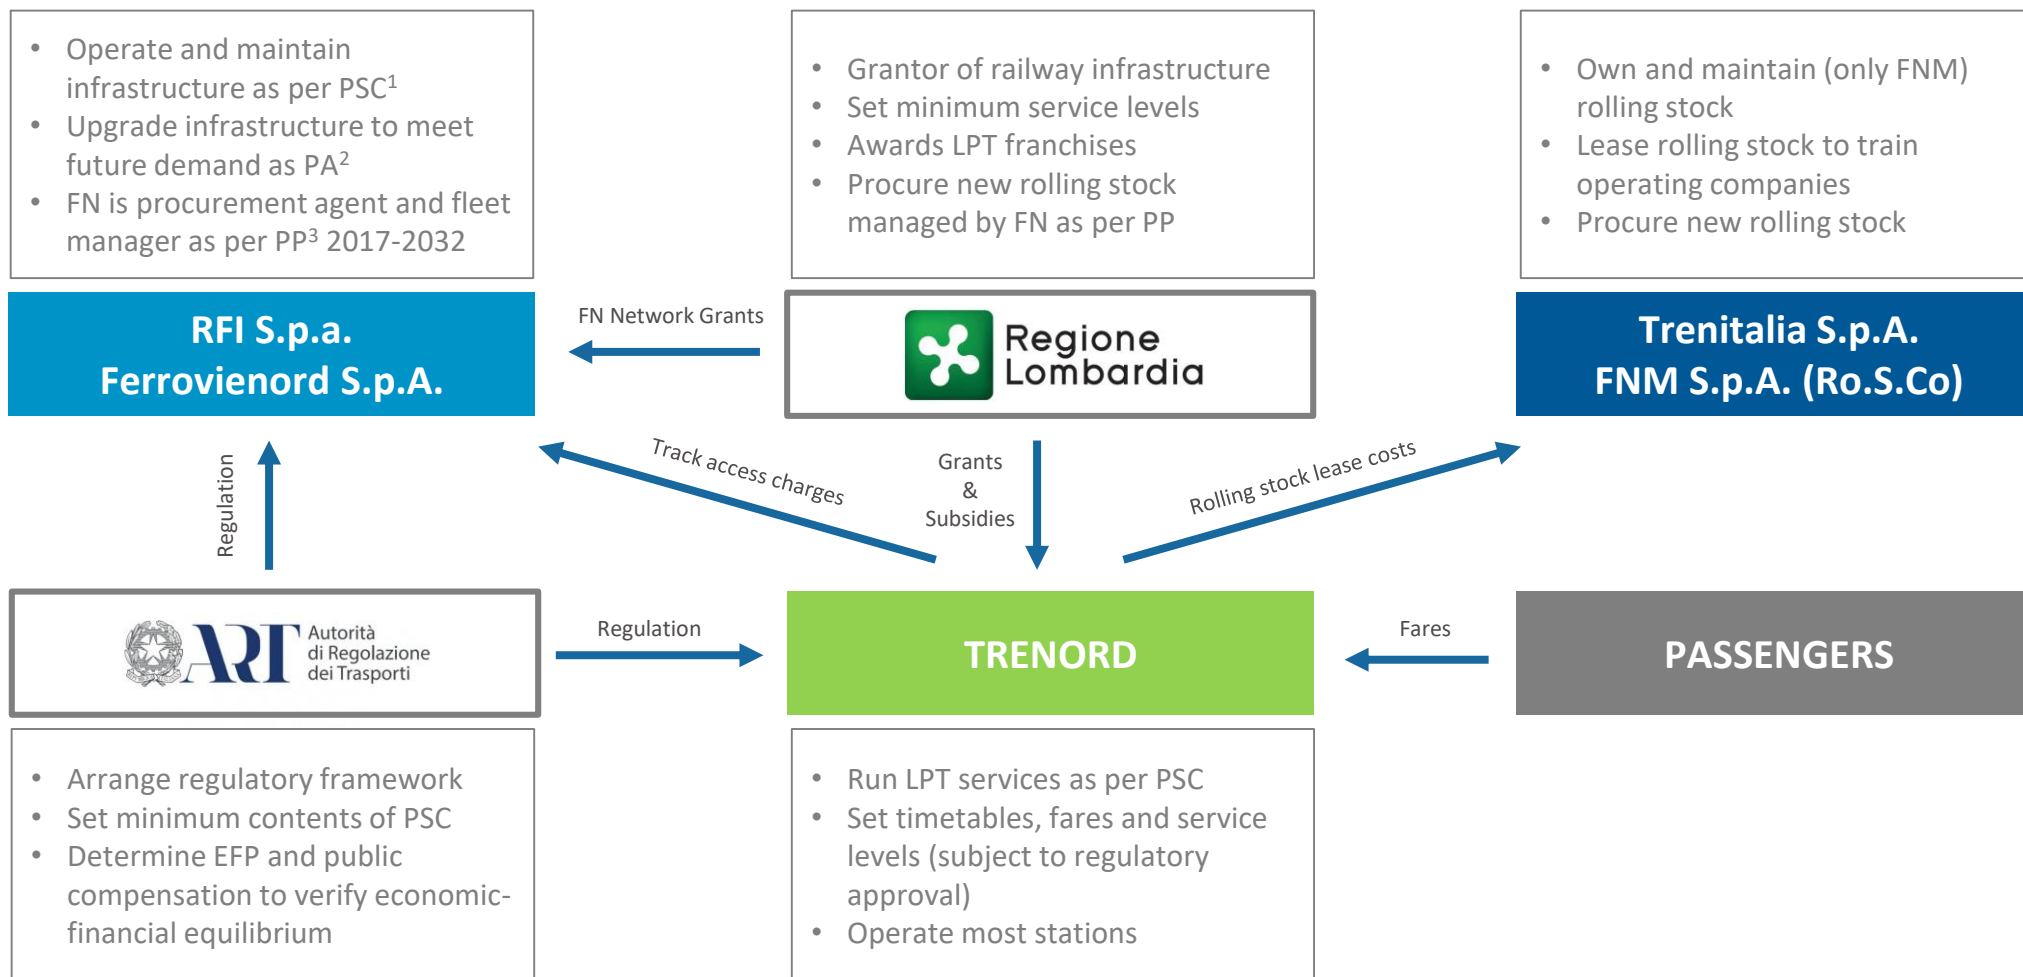 • Operate and maintain
infrastructure as per PSC¹
• Upgrade infrastructure to meet
future demand as PA²
• FN is procurement agent and fleet
manager as per PP³ 2017-2032
• Grantor of railway infrastructure
• Set minimum service levels
• Awards LPT franchises
• Procure new rolling stock
managed by FN as per PP
• Own and maintain (only FNM)
rolling stock
• Lease rolling stock to train
operating companies
• Procure new rolling stock
RFI S.p.a.
Ferrovienord S.p.A.
FN Network Grants
Regione
Lombardia
Trenitalia S.p.A.
FNM S.p.A. (Ro.S.Co)
Regulation
Track access charges
Grants
&
Subsidies
Rolling stock lease costs
ART
Autorità
di Regolazione
dei Trasporti
Regulation
TRENORD
Fares
PASSENGERS
• Arrange regulatory framework
• Set minimum contents of PSC
• Determine EFP and public
compensation to verify economic-
financial equilibrium
• Run LPT services as per PSC
• Set timetables, fares and service
levels (subject to regulatory
approval)
• Operate most stations